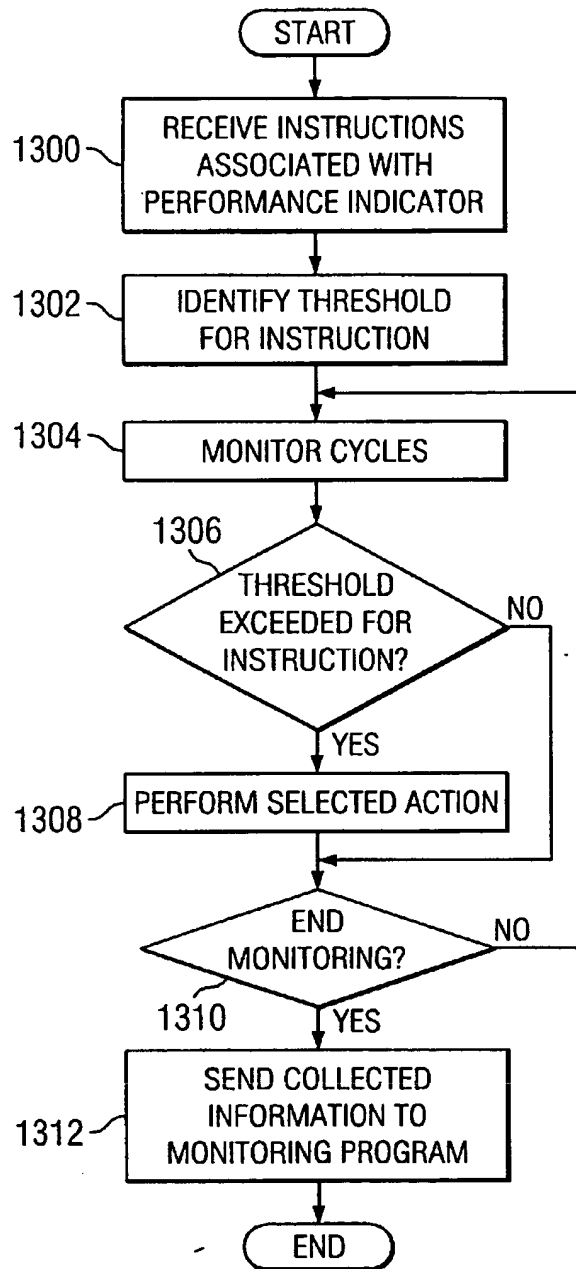 START
1300
RECEIVE INSTRUCTIONS
ASSOCIATED WITH
PERFORMANCE INDICATOR
1302
IDENTIFY THRESHOLD
FOR INSTRUCTION
1304
MONITOR CYCLES
1306
THRESHOLD
EXCEEDED FOR
INSTRUCTION?
NO
YES
1308
PERFORM SELECTED ACTION
END
MONITORING?
NO
1310
YES
1312
SEND COLLECTED
INFORMATION TO
MONITORING PROGRAM
END